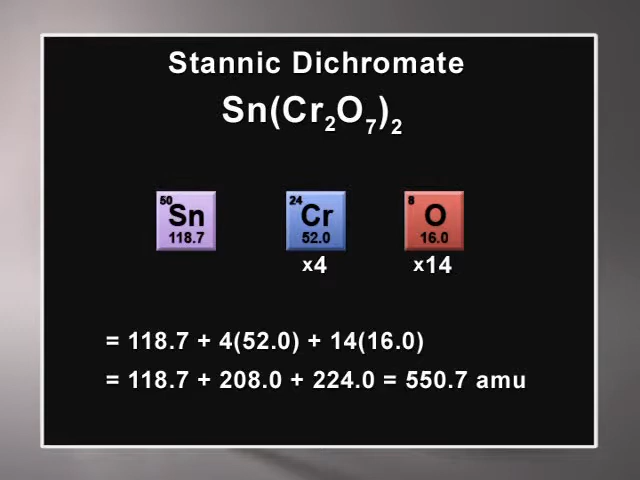 Stannic Dichromate
Sn(Cr₂O₇)₂
50 24 8
Sn Cr O
118.7 52.0 16.0
x4 x14
= 118.7 + 4(52.0) + 14(16.0)
= 118.7 + 208.0 + 224.0 = 550.7 amu